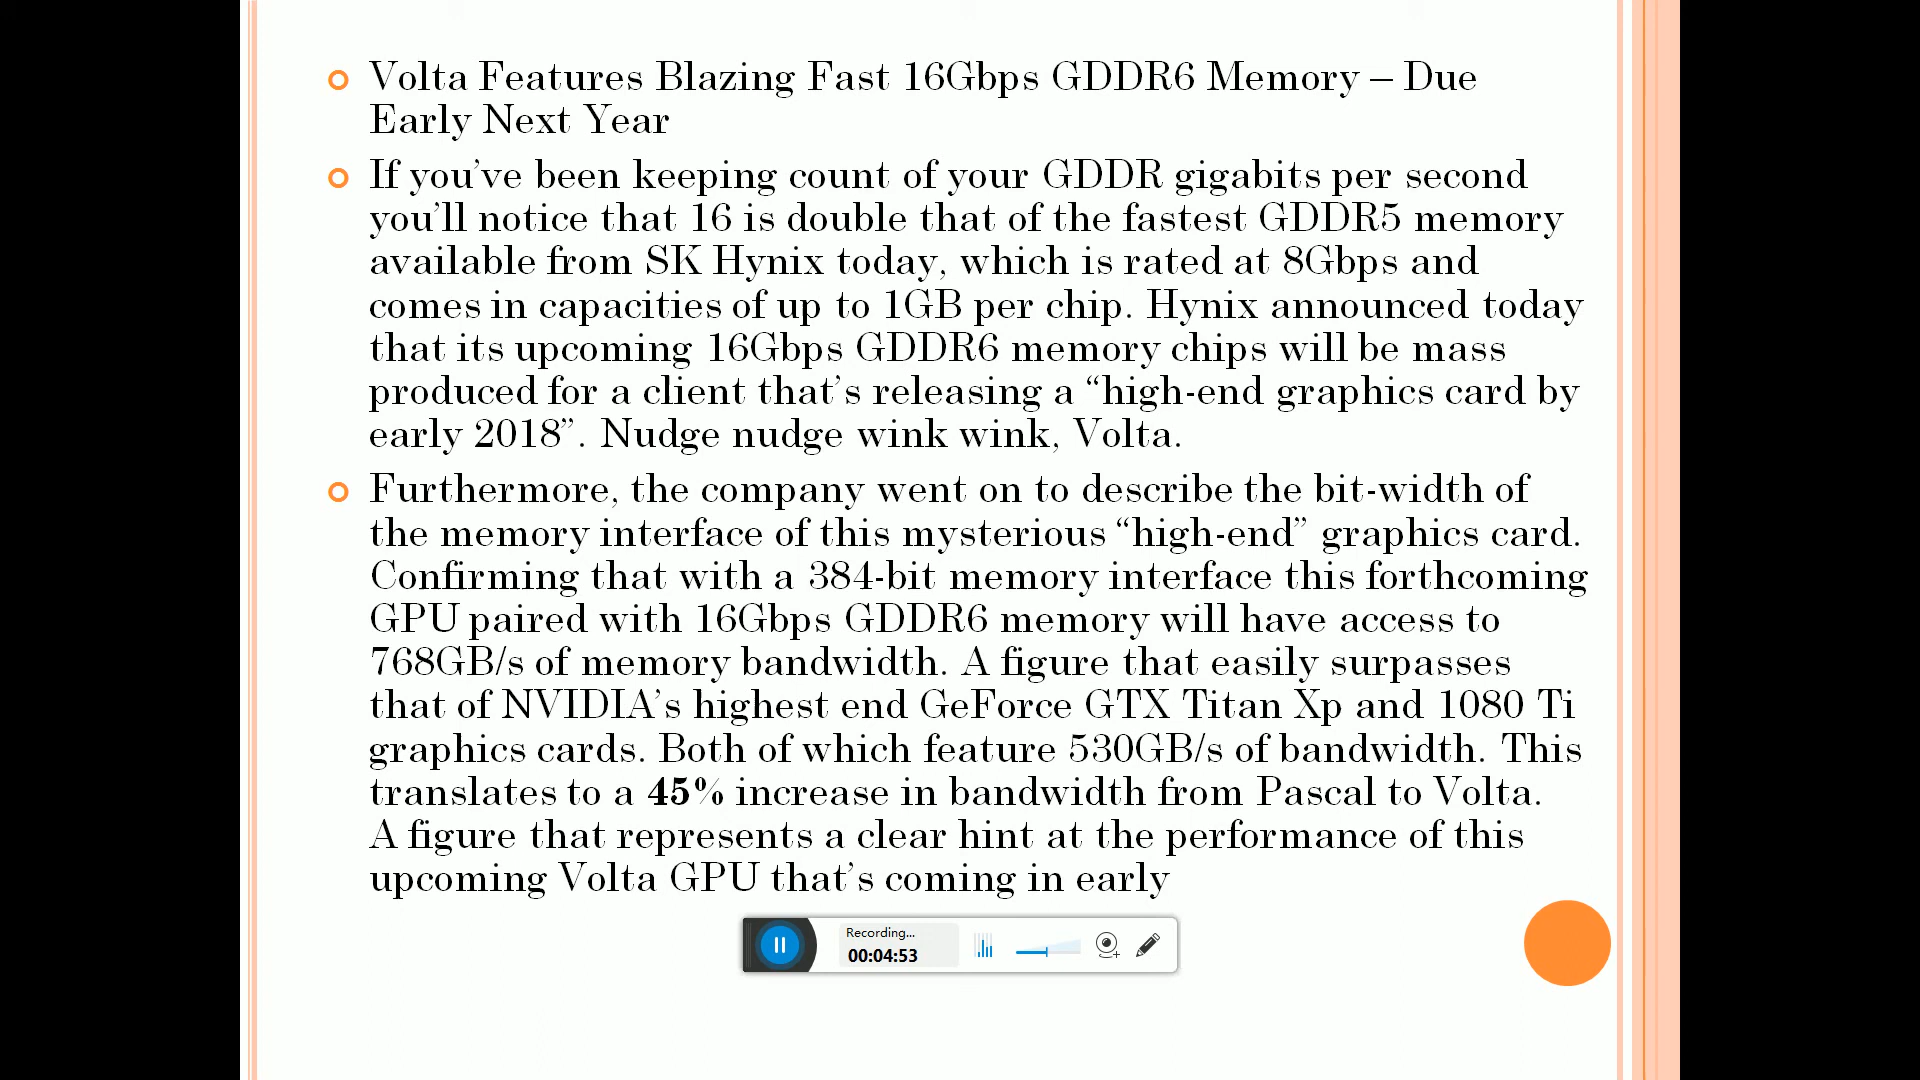 Volta Features Blazing Fast 16Gbps GDDR6 Memory – Due
Early Next Year
If you’ve been keeping count of your GDDR gigabits per second
you’ll notice that 16 is double that of the fastest GDDR5 memory
available from SK Hynix today, which is rated at 8Gbps and
comes in capacities of up to 1GB per chip. Hynix announced today
that its upcoming 16Gbps GDDR6 memory chips will be mass
produced for a client that’s releasing a “high-end graphics card by
early 2018”. Nudge nudge wink wink, Volta.
Furthermore, the company went on to describe the bit-width of
the memory interface of this mysterious “high-end” graphics card.
Confirming that with a 384-bit memory interface this forthcoming
GPU paired with 16Gbps GDDR6 memory will have access to
768GB/s of memory bandwidth. A figure that easily surpasses
that of NVIDIA’s highest end GeForce GTX Titan Xp and 1080 Ti
graphics cards. Both of which feature 530GB/s of bandwidth. This
translates to a 45% increase in bandwidth from Pascal to Volta.
A figure that represents a clear hint at the performance of this
upcoming Volta GPU that’s coming in early
Recording...
00:04:53